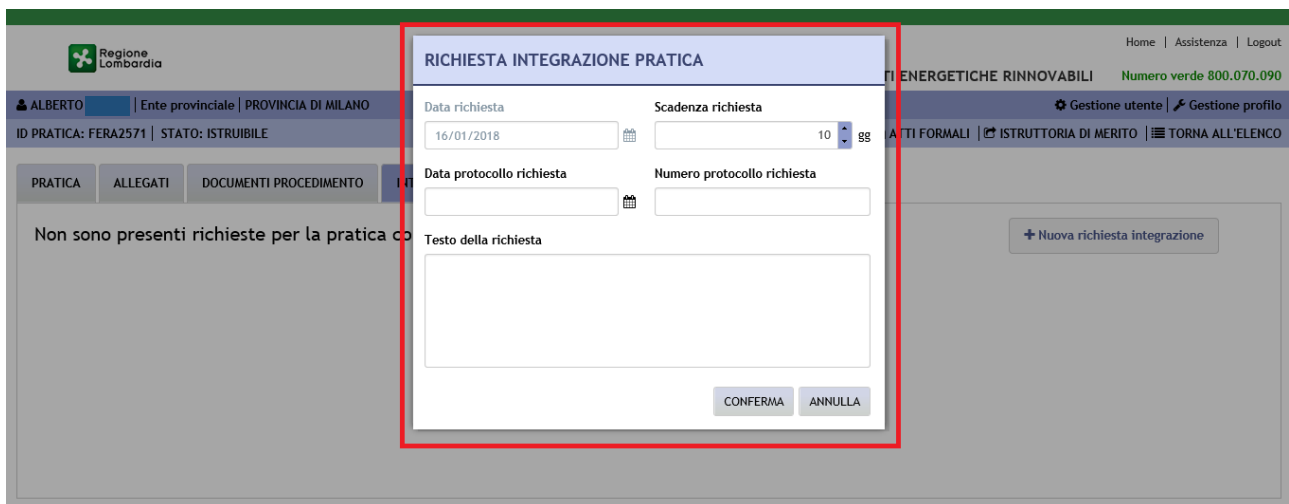 Regione
Lombardia
Home | Assistenza | Logout
TI ENERGETICHE RINNOVABILI Numero verde 800.070.090
ALBERTO | Ente provinciale | PROVINCIA DI MILANO Gestione utente | Gestione profilo
ID PRATICA: FERA2571 | STATO: ISTRUIBILE ATTI FORMALI | ISTRUTTORIA DI MERITO | TORNA ALL'ELENCO
PRATICA ALLEGATI DOCUMENTI PROCEDIMENTO INT
Non sono presenti richieste per la pratica co
+ Nuova richiesta integrazione
RICHIESTA INTEGRAZIONE PRATICA
Data richiesta Scadenza richiesta
16/01/2018 10 gg
Data protocollo richiesta Numero protocollo richiesta
Testo della richiesta
CONFERMA ANNULLA